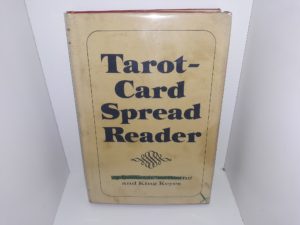 Tarot-
Card
Spread
Reader
and King Keyes